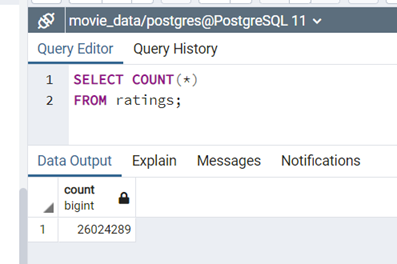 movie_data/postgres@PostgreSQL 11
Query Editor Query History
1 SELECT COUNT(*)
2 FROM ratings;
Data Output Explain Messages Notifications
count
bigint
1 26024289